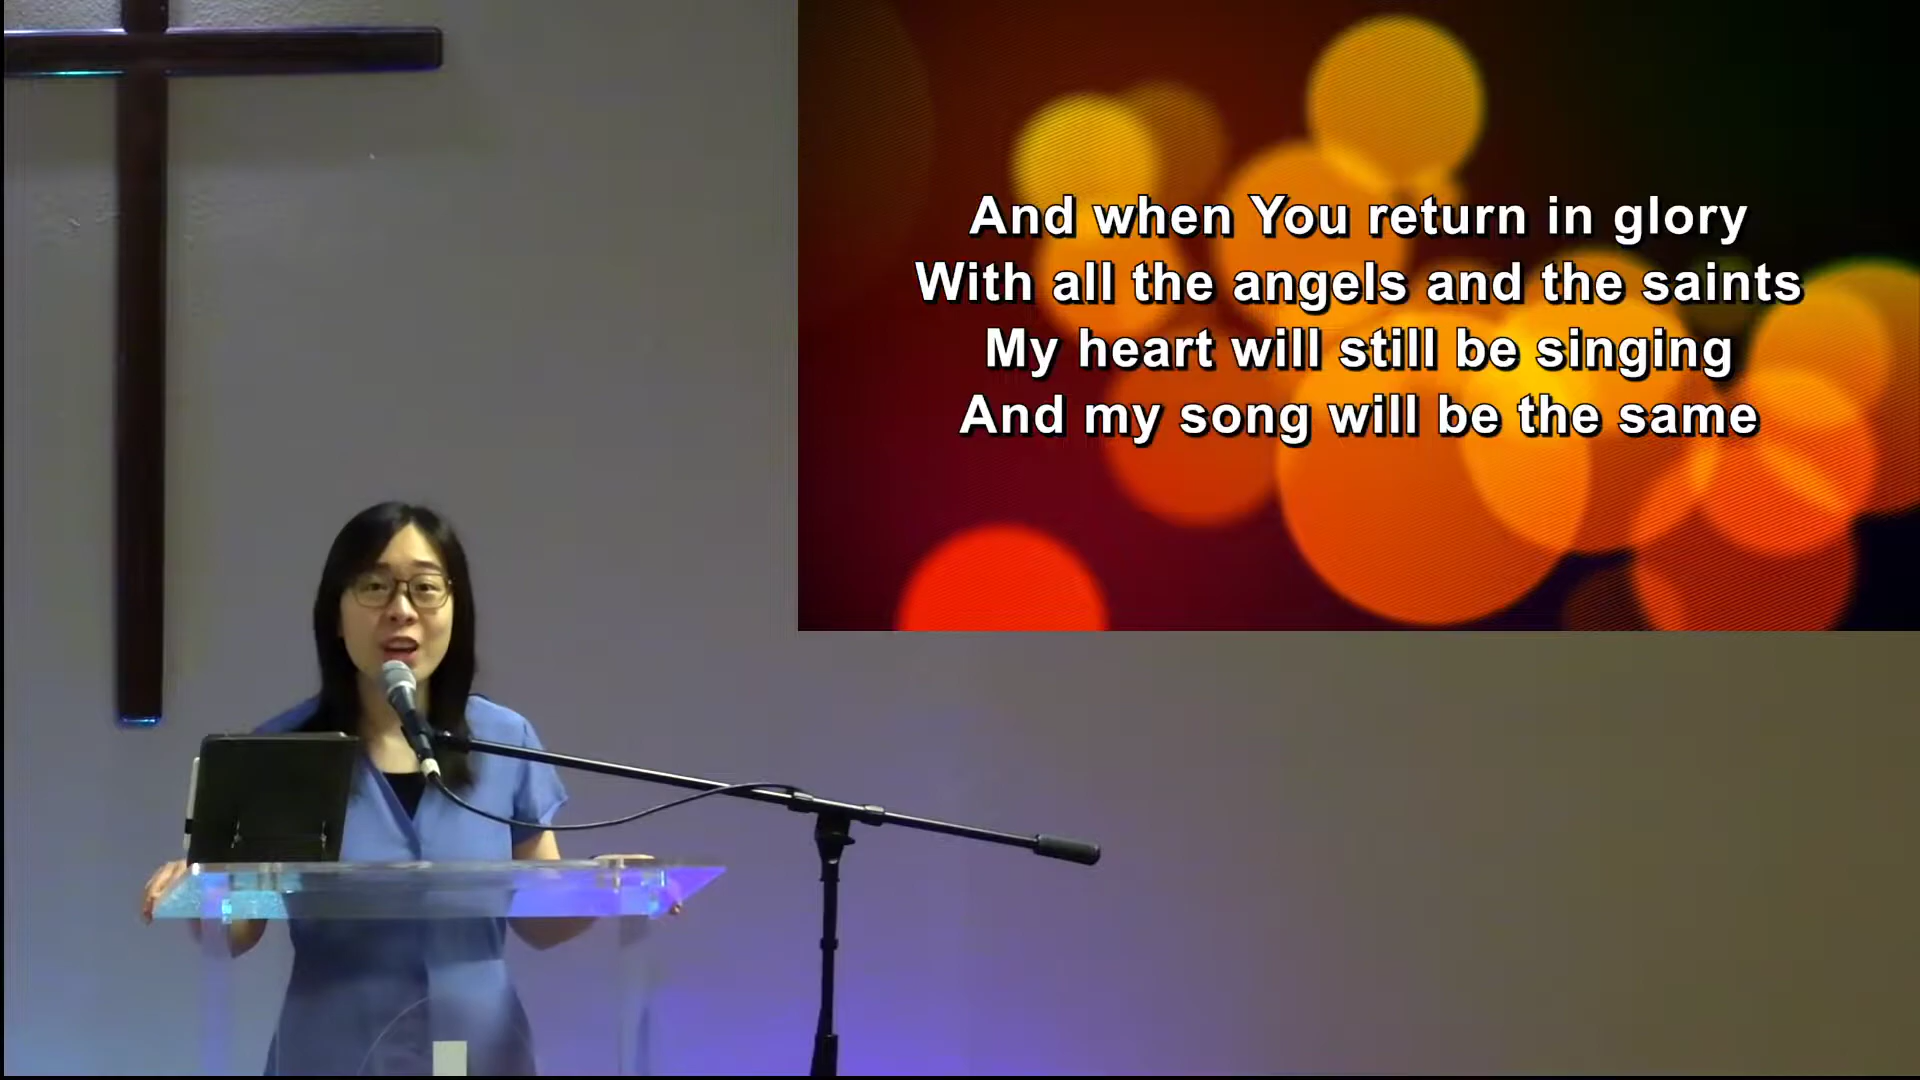 And when You return in glory
With all the angels and the saints
My heart will still be singing
And my song will be the same